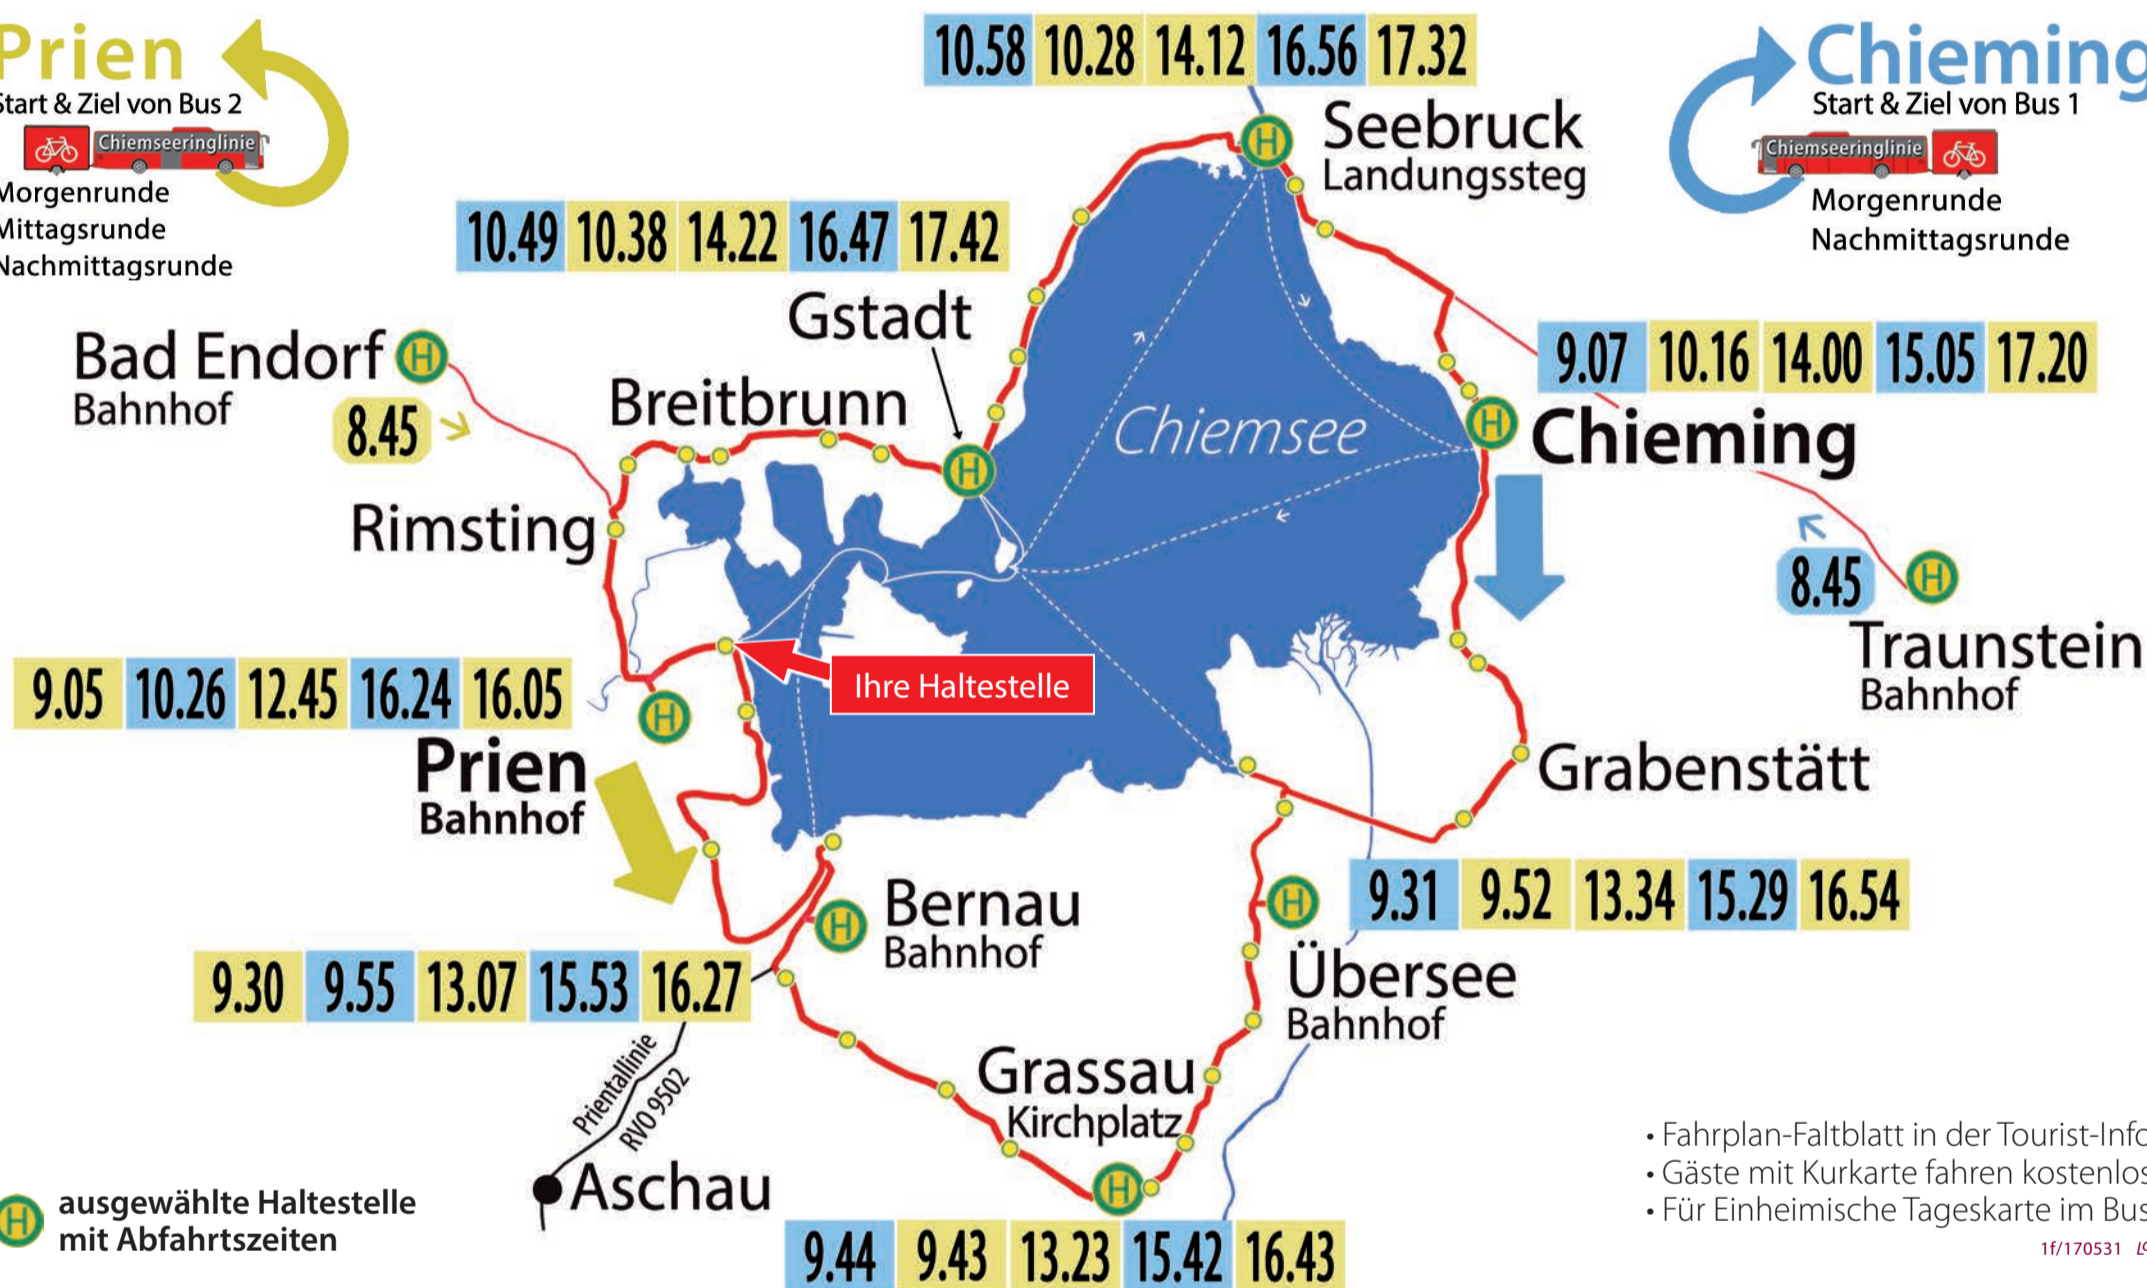 10.58 10.28 14.12 16.56 17.32
Prien
Start & Ziel von Bus 2
Chiemseeringlinie
Morgenrunde
Mittagsrunde
Nachmittagsrunde
Chieming
Start & Ziel von Bus 1
Chiemseeringlinie
Morgenrunde
Nachmittagsrunde
Seebruck
Landungssteg
10.49 10.38 14.22 16.47 17.42
Gstadt
Bad Endorf H
Bahnhof
8.45
Breitbrunn
9.07 10.16 14.00 15.05 17.20
Chiemsee
H Chieming
Rimsting
8.45 H
Traunstein
Bahnhof
9.05 10.26 12.45 16.24 16.05
H
Prien
Bahnhof
Ihre Haltestelle
Grabenstätt
H
Bernau
Bahnhof
9.31 9.52 13.34 15.29 16.54
H
Übersee
Bahnhof
9.30 9.55 13.07 15.53 16.27
Prientallinie
RVO 9502
Aschau
Grassau
Kirchplatz
H
9.44 9.43 13.23 15.42 16.43
H ausgewählte Haltestelle
mit Abfahrtszeiten
• Fahrplan-Faltblatt in der Tourist-Info
• Gäste mit Kurkarte fahren kostenlos
• Für Einheimische Tageskarte im Bus
1f/170531